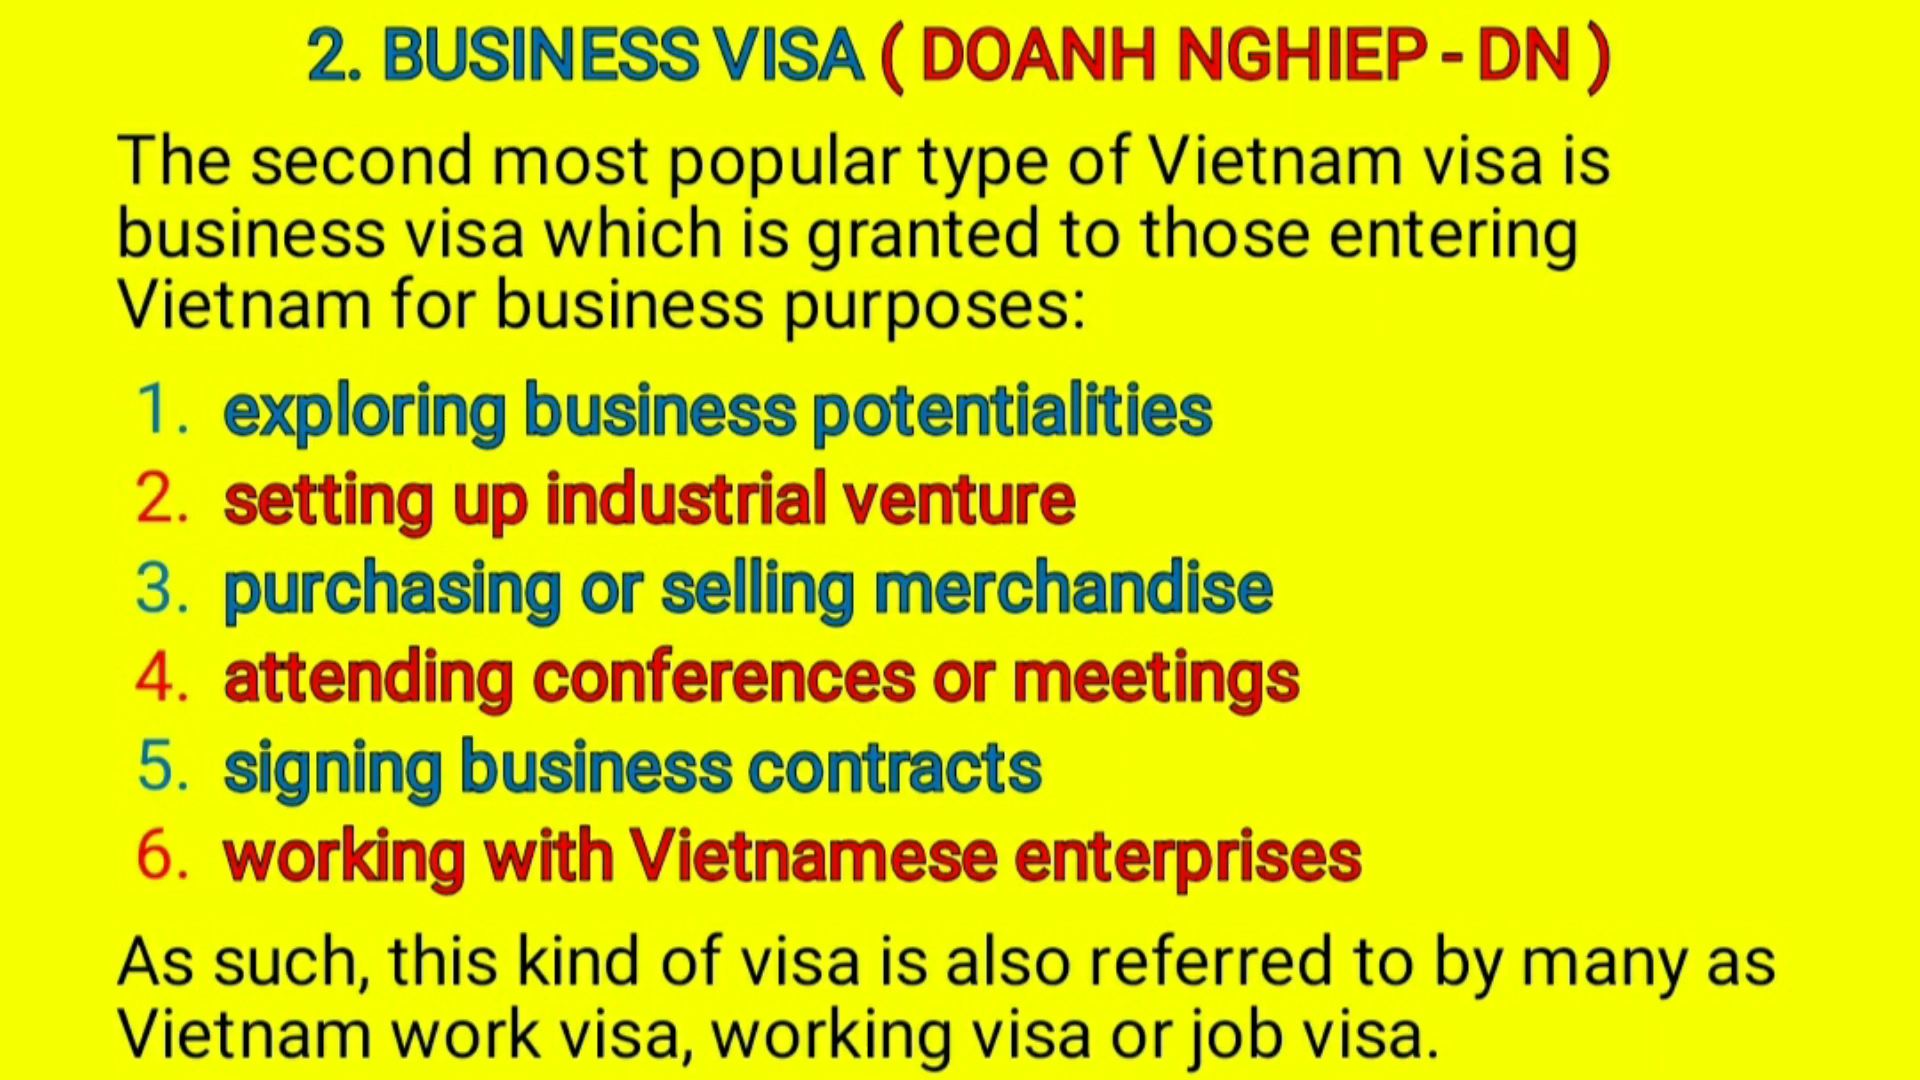 2. BUSINESS VISA ( DOANH NGHIEP - DN )
The second most popular type of Vietnam visa is
business visa which is granted to those entering
Vietnam for business purposes:
1. exploring business potentialities
2. setting up industrial venture
3. purchasing or selling merchandise
4. attending conferences or meetings
5. signing business contracts
6. working with Vietnamese enterprises
As such, this kind of visa is also referred to by many as
Vietnam work visa, working visa or job visa.